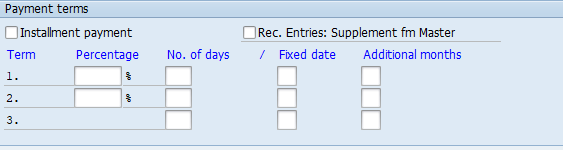 Payment terms
Installment payment Rec. Entries: Supplement fm Master
Term Percentage No. of days / Fixed date Additional months
1. %
2. %
3.